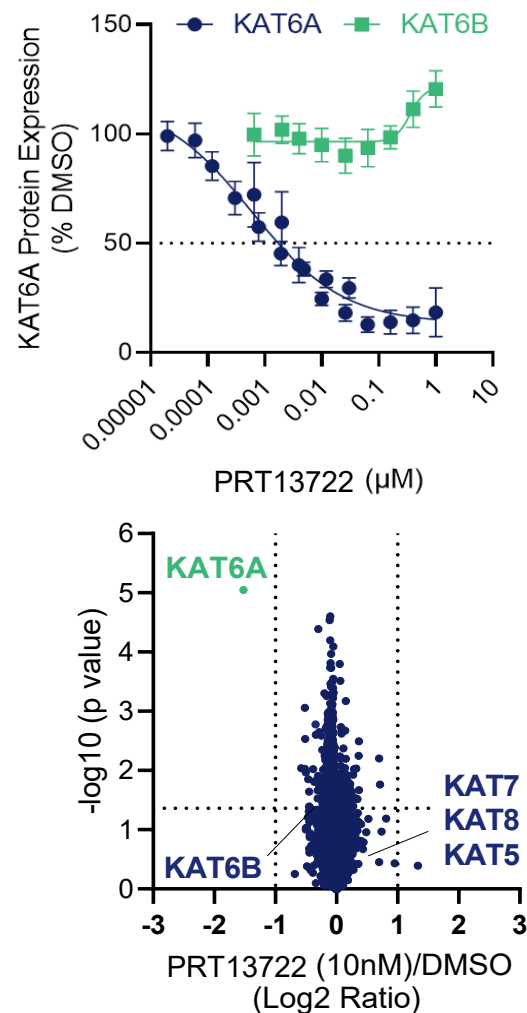 KAT6A KAT6B
150
100
50
0
KAT6A Protein Expression
(% DMSO)
0.00001 0.0001 0.001 0.01 0.1 1 10
PRT13722 (µM)
6
5
4
3
2
1
0
-log10 (p value)
KAT6A
KAT7
KAT8
KAT6B
KAT5
-3 -2 -1 0 1 2 3
PRT13722 (10nM)/DMSO
(Log2 Ratio)